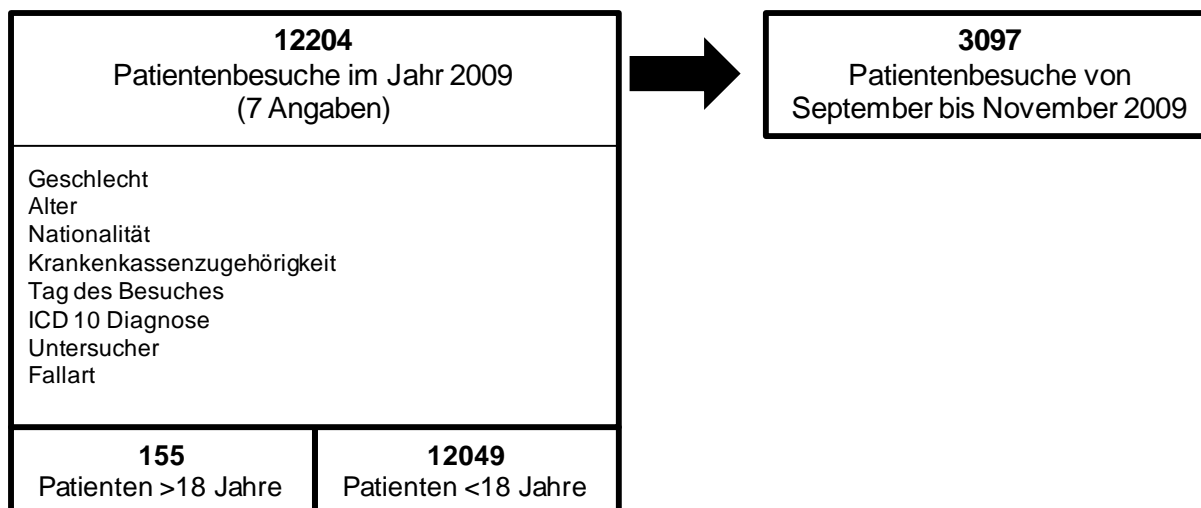 12204
Patientenbesuche im Jahr 2009
(7 Angaben)
3097
Patientenbesuche von
September bis November 2009
Geschlecht
Alter
Nationalität
Krankenkassenzugehörigkeit
Tag des Besuches
ICD 10 Diagnose
Untersucher
Fallart
155
Patienten >18 Jahre
12049
Patienten <18 Jahre